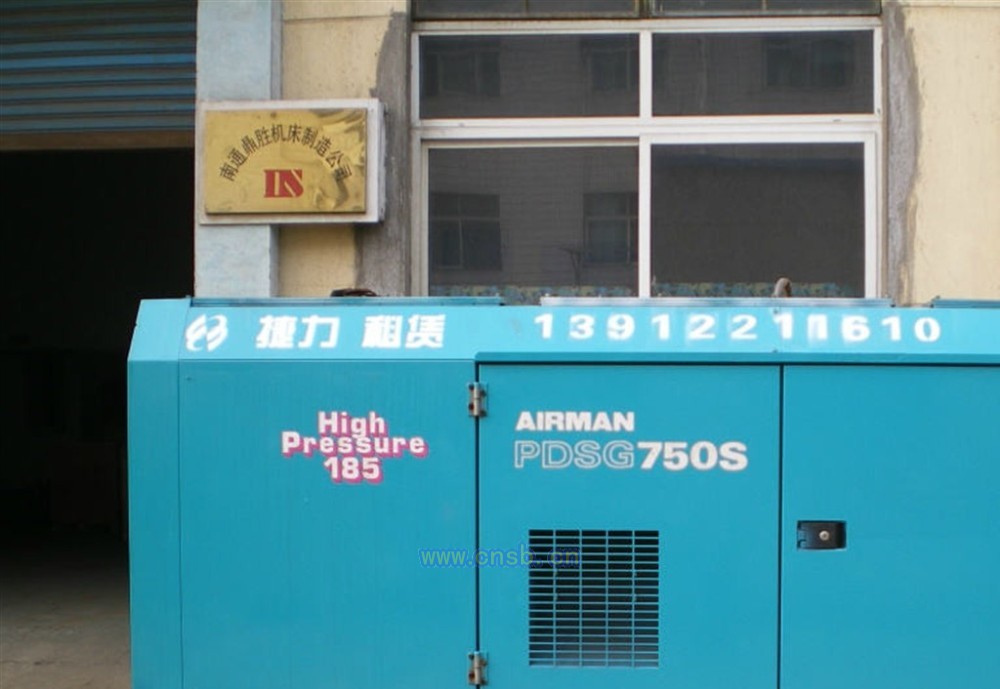 南通鼎胜机床制造公司
DS
捷力 租赁 13912211610
High
Pressure
185
AIRMAN
PDSG750S
www.cnsb.cn